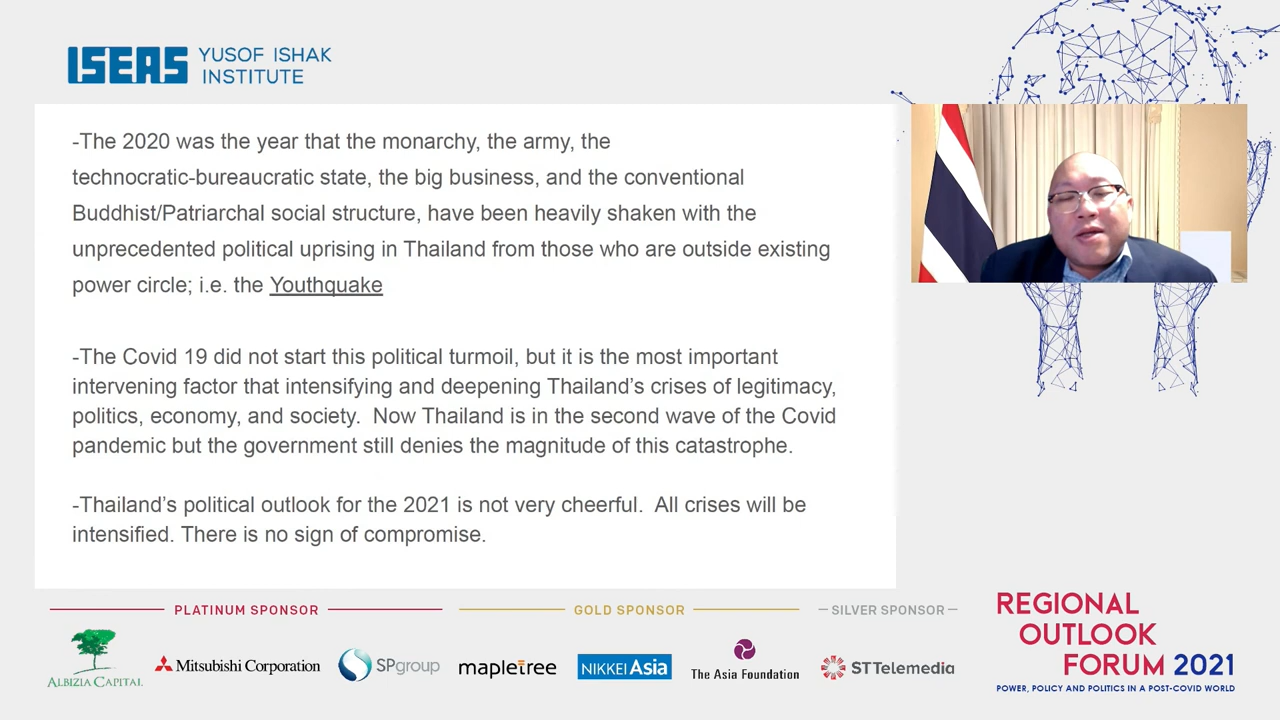 ISEAS YUSOF ISHAK
INSTITUTE
-The 2020 was the year that the monarchy, the army, the
technocratic-bureaucratic state, the big business, and the conventional
Buddhist/Patriarchal social structure, have been heavily shaken with the
unprecedented political uprising in Thailand from those who are outside existing
power circle; i.e. the Youthquake
-The Covid 19 did not start this political turmoil, but it is the most important
intervening factor that intensifying and deepening Thailand’s crises of legitimacy,
politics, economy, and society.  Now Thailand is in the second wave of the Covid
pandemic but the government still denies the magnitude of this catastrophe.
-Thailand’s political outlook for the 2021 is not very cheerful.  All crises will be
intensified. There is no sign of compromise.
PLATINUM SPONSOR
GOLD SPONSOR
SILVER SPONSOR
ALBIZIA CAPITAL
Mitsubishi Corporation
SPgroup
mapletree
NIKKEI Asia
The Asia Foundation
ST Telemedia
REGIONAL
OUTLOOK
FORUM 2021
POWER, POLICY AND POLITICS IN A POST-COVID WORLD